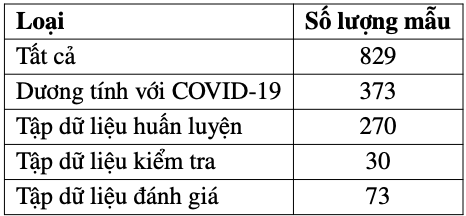 Loại Số lượng mẫu
Tất cả 829
Dương tính với COVID-19 373
Tập dữ liệu huấn luyện 270
Tập dữ liệu kiểm tra 30
Tập dữ liệu đánh giá 73